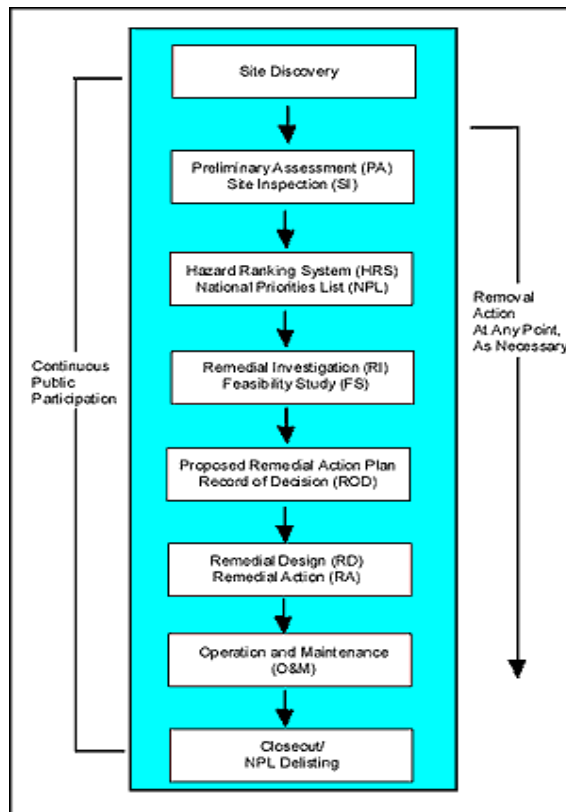 Site Discovery
Preliminary Assessment (PA)
Site Inspection (SI)
Hazard Ranking System (HRS)
National Priorities List (NPL)
Removal
Action
At Any Point,
As Necessary
Continuous
Public
Participation
Remedial Investigation (RI)
Feasibility Study (FS)
Proposed Remedial Action Plan
Record of Decision (ROD)
Remedial Design (RD)
Remedial Action (RA)
Operation and Maintenance
(O&M)
Closeout/
NPL Delisting